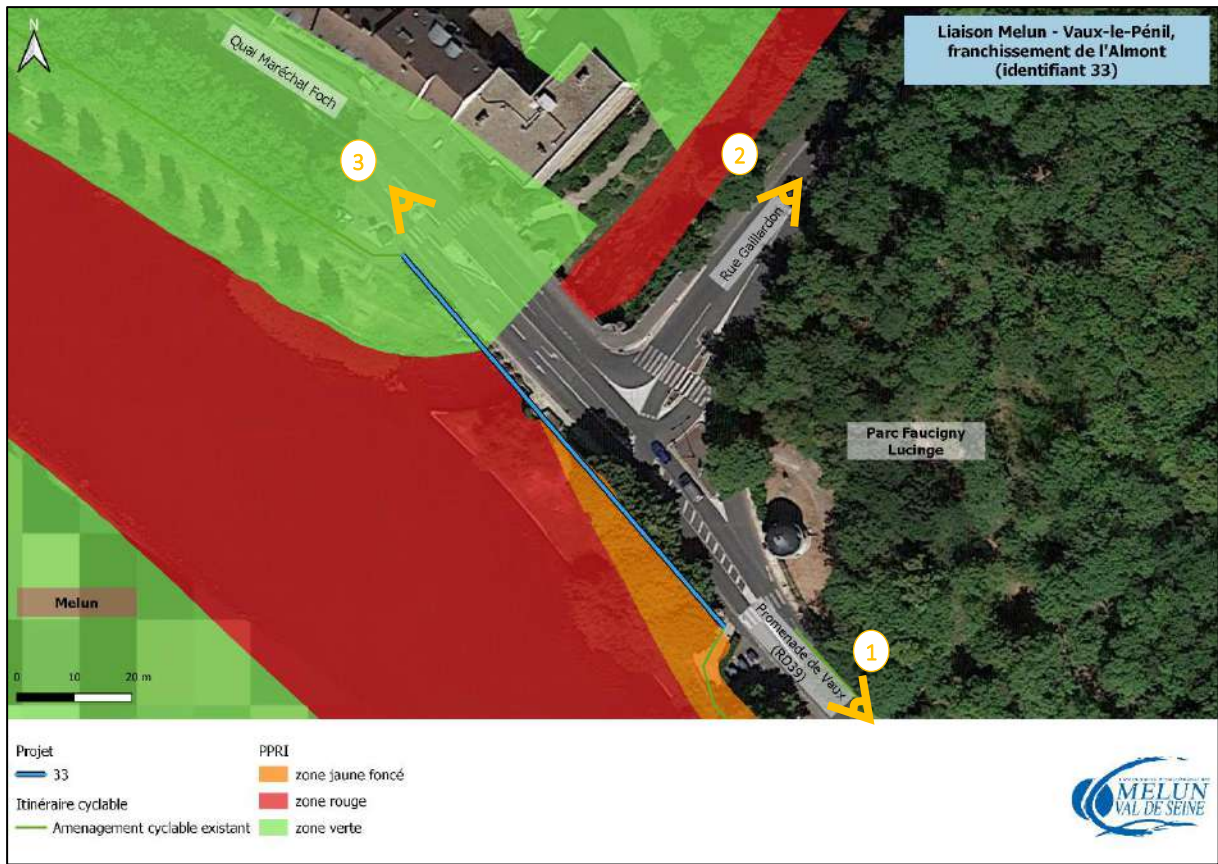 N
Liaison Melun - Vaux-le-Pénil,
franchissement de l'Almont
(identifiant 33)
Quai Maréchal Foch
3
2
Rue Gaillardon
Parc Faucigny
Lucinge
Melun
Promenade de Vaux
(RD39)
1
0 10 20 m
Projet
33
Itinéraire cyclable
Amenagement cyclable existant
PPRI
zone jaune foncé
zone rouge
zone verte
MELUN
VAL DE SEINE